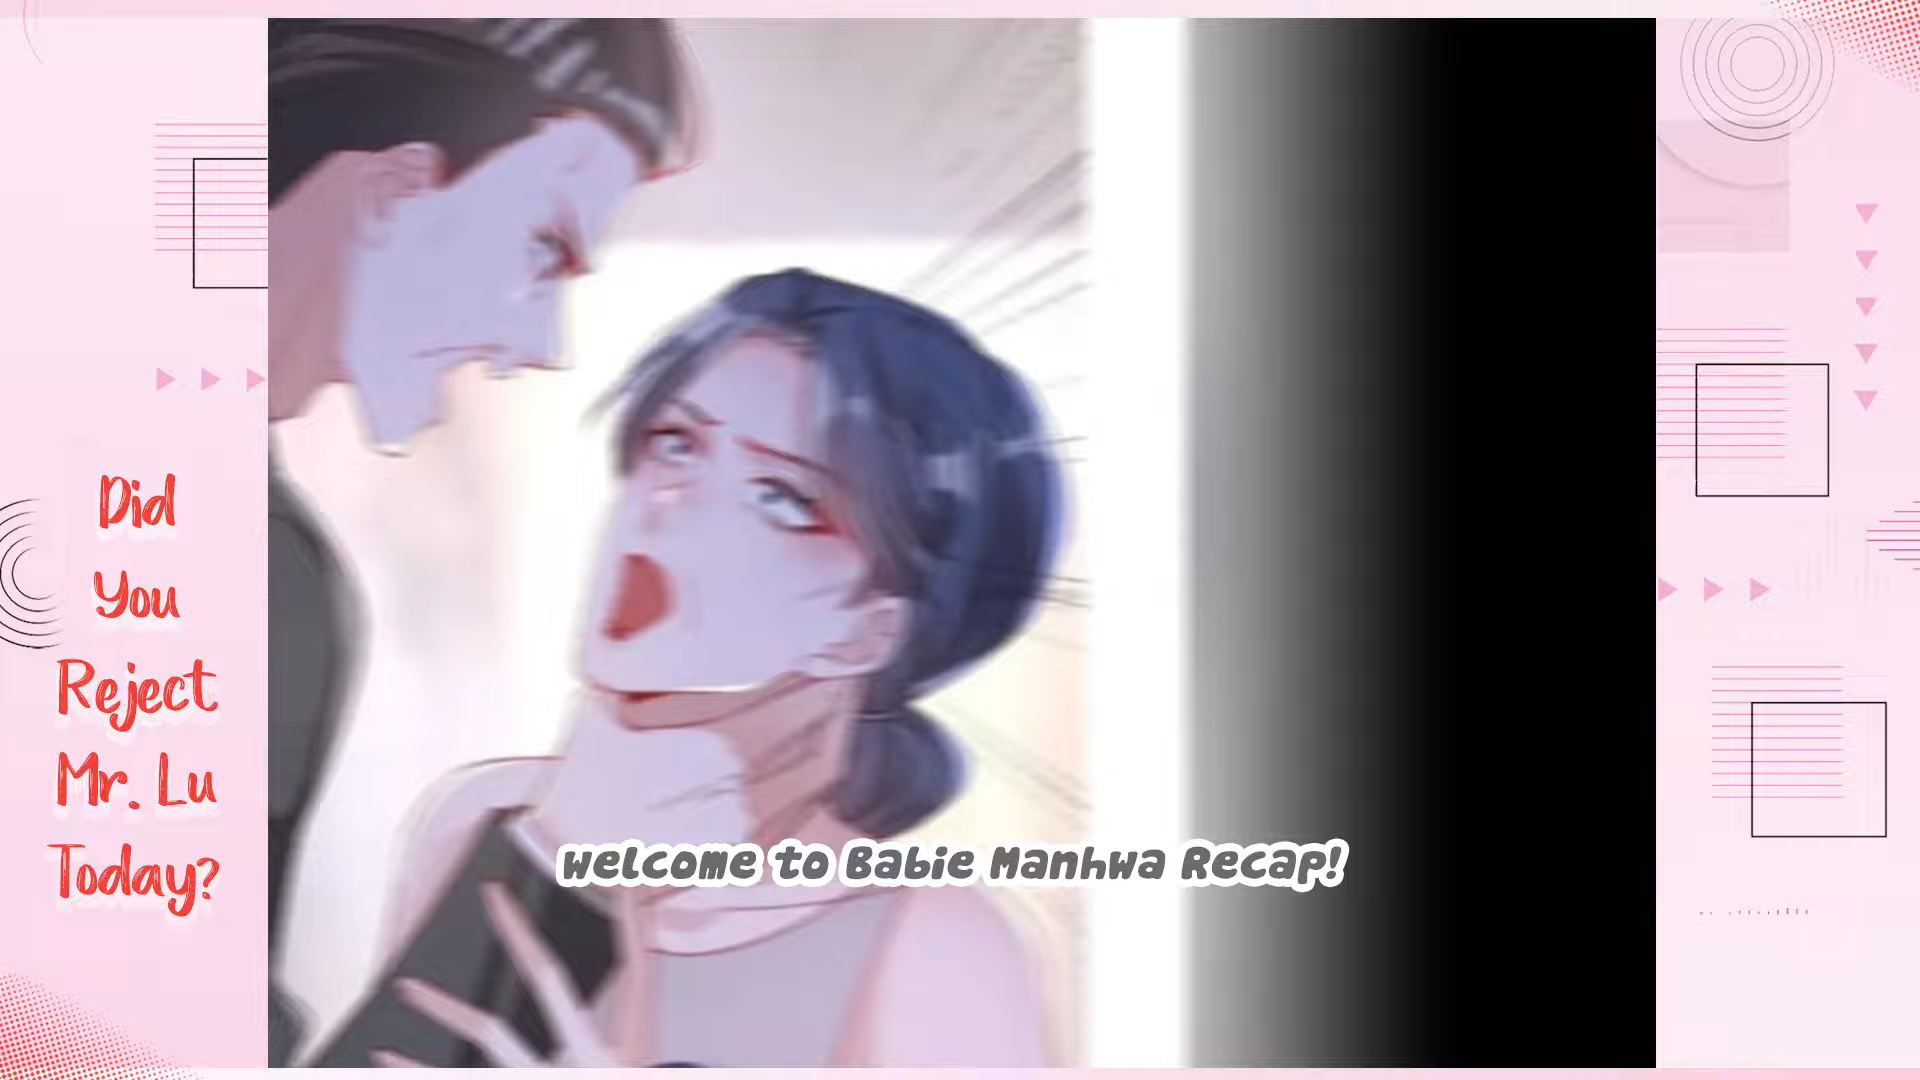 Did
You
Reject
Mr. Lu
Today?
welcome to Babie Manhwa Recap!